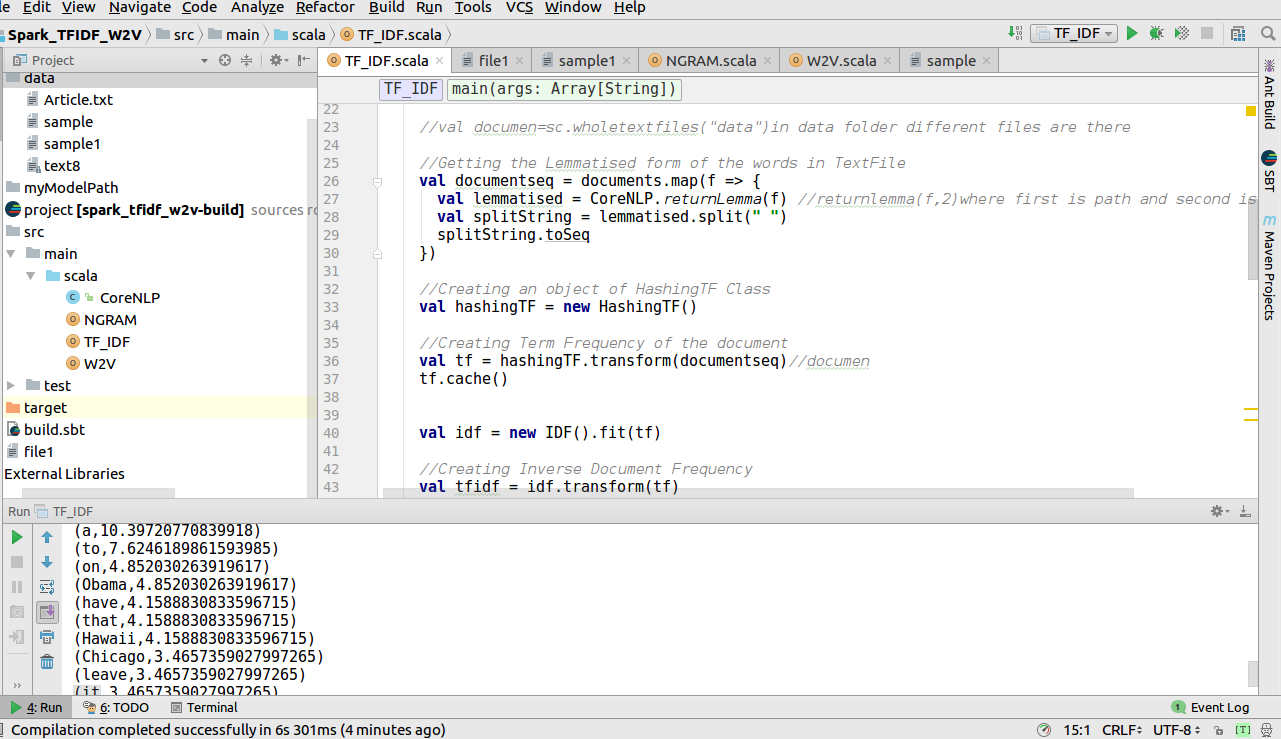 le Edit View Navigate Code Analyze Refactor Build Run Tools VCS Window Help
Spark_TFIDF_W2V src main scala TF_IDF.scala TF_IDF
Project
data
Article.txt
sample
sample1
text8
myModelPath
project [spark_tfidf_w2v-build] sources ro
src
main
scala
CoreNLP
NGRAM
TF_IDF
W2V
test
target
build.sbt
file1
External Libraries
TF_IDF.scala file1 sample1 NGRAM.scala W2V.scala sample
TF_IDF main(args: Array[String])
22
23 //val documen=sc.wholetextfiles("data")in data folder different files are there
24
25 //Getting the Lemmatised form of the words in TextFile
26 val documentseq = documents.map(f => {
27 val lemmatised = CoreNLP.returnLemma(f) //returnlemma(f,2)where first is path and second is
28 val splitString = lemmatised.split(" ")
29 splitString.toSeq
30 })
31
32 //Creating an object of HashingTF Class
33 val hashingTF = new HashingTF()
34
35 //Creating Term Frequency of the document
36 val tf = hashingTF.transform(documentseq)//documen
37 tf.cache()
38
39
40 val idf = new IDF().fit(tf)
41
42 //Creating Inverse Document Frequency
43 val tfidf = idf.transform(tf)
Ant Build
SBT
m Maven Projects
Run TF_IDF
(a,10.39720770839918)
(to,7.6246189861593985)
(on,4.852030263919617)
(Obama,4.852030263919617)
(have,4.1588830833596715)
(that,4.1588830833596715)
(Hawaii,4.1588830833596715)
(Chicago,3.4657359027997265)
(leave,3.4657359027997265)
(it,3.4657359027997265)
4: Run 6: TODO Terminal 1 Event Log
Compilation completed successfully in 6s 301ms (4 minutes ago) 15:1 CRLF UTF-8 [T]